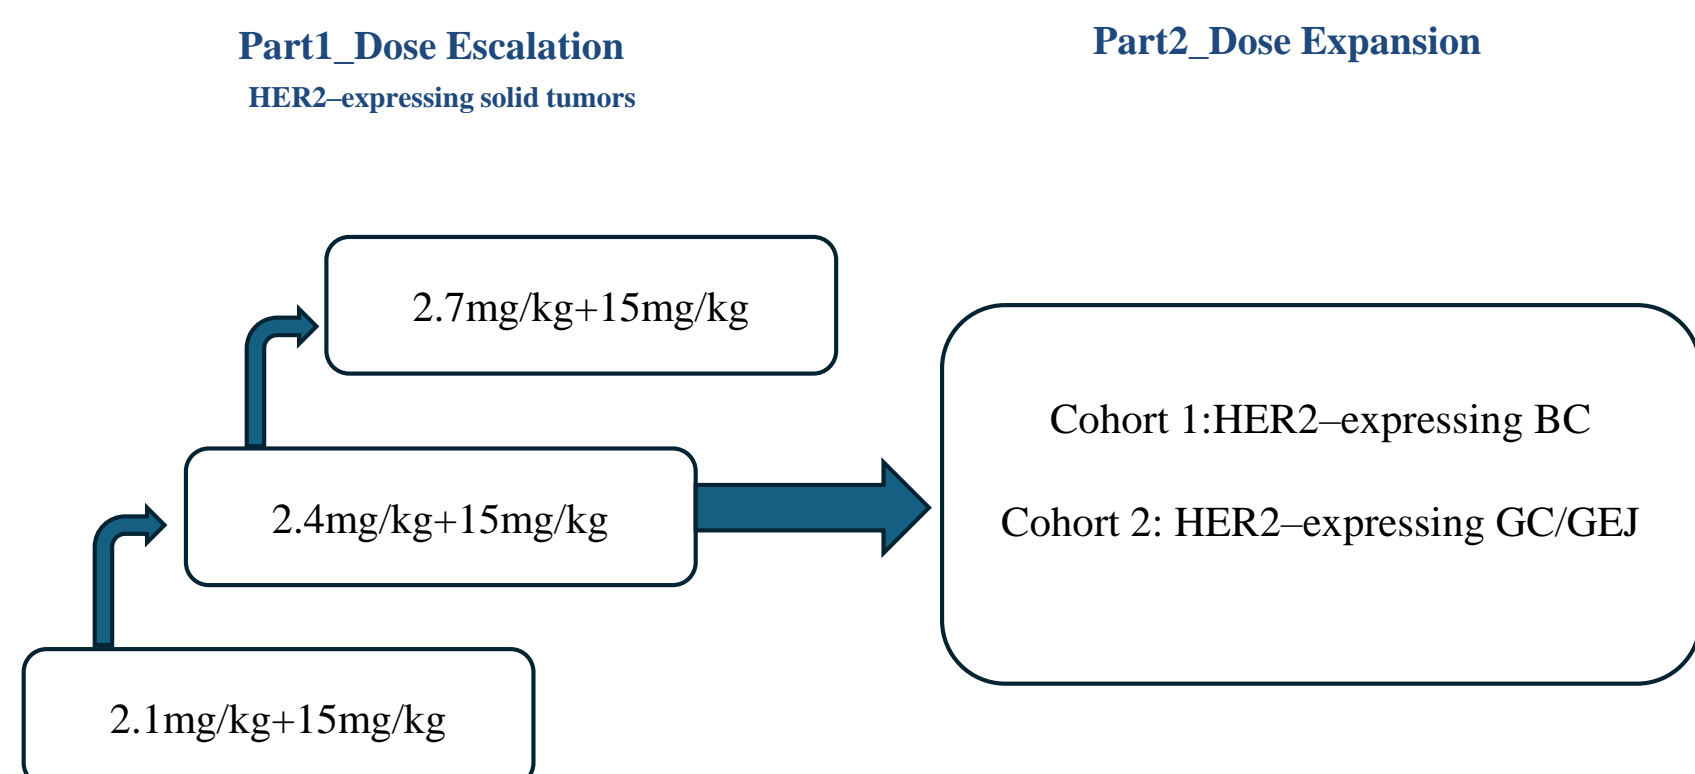 Part1_Dose Escalation
HER2–expressing solid tumors
Part2_Dose Expansion
2.7mg/kg+15mg/kg
2.4mg/kg+15mg/kg
2.1mg/kg+15mg/kg
Cohort 1:HER2–expressing BC
Cohort 2: HER2–expressing GC/GEJ